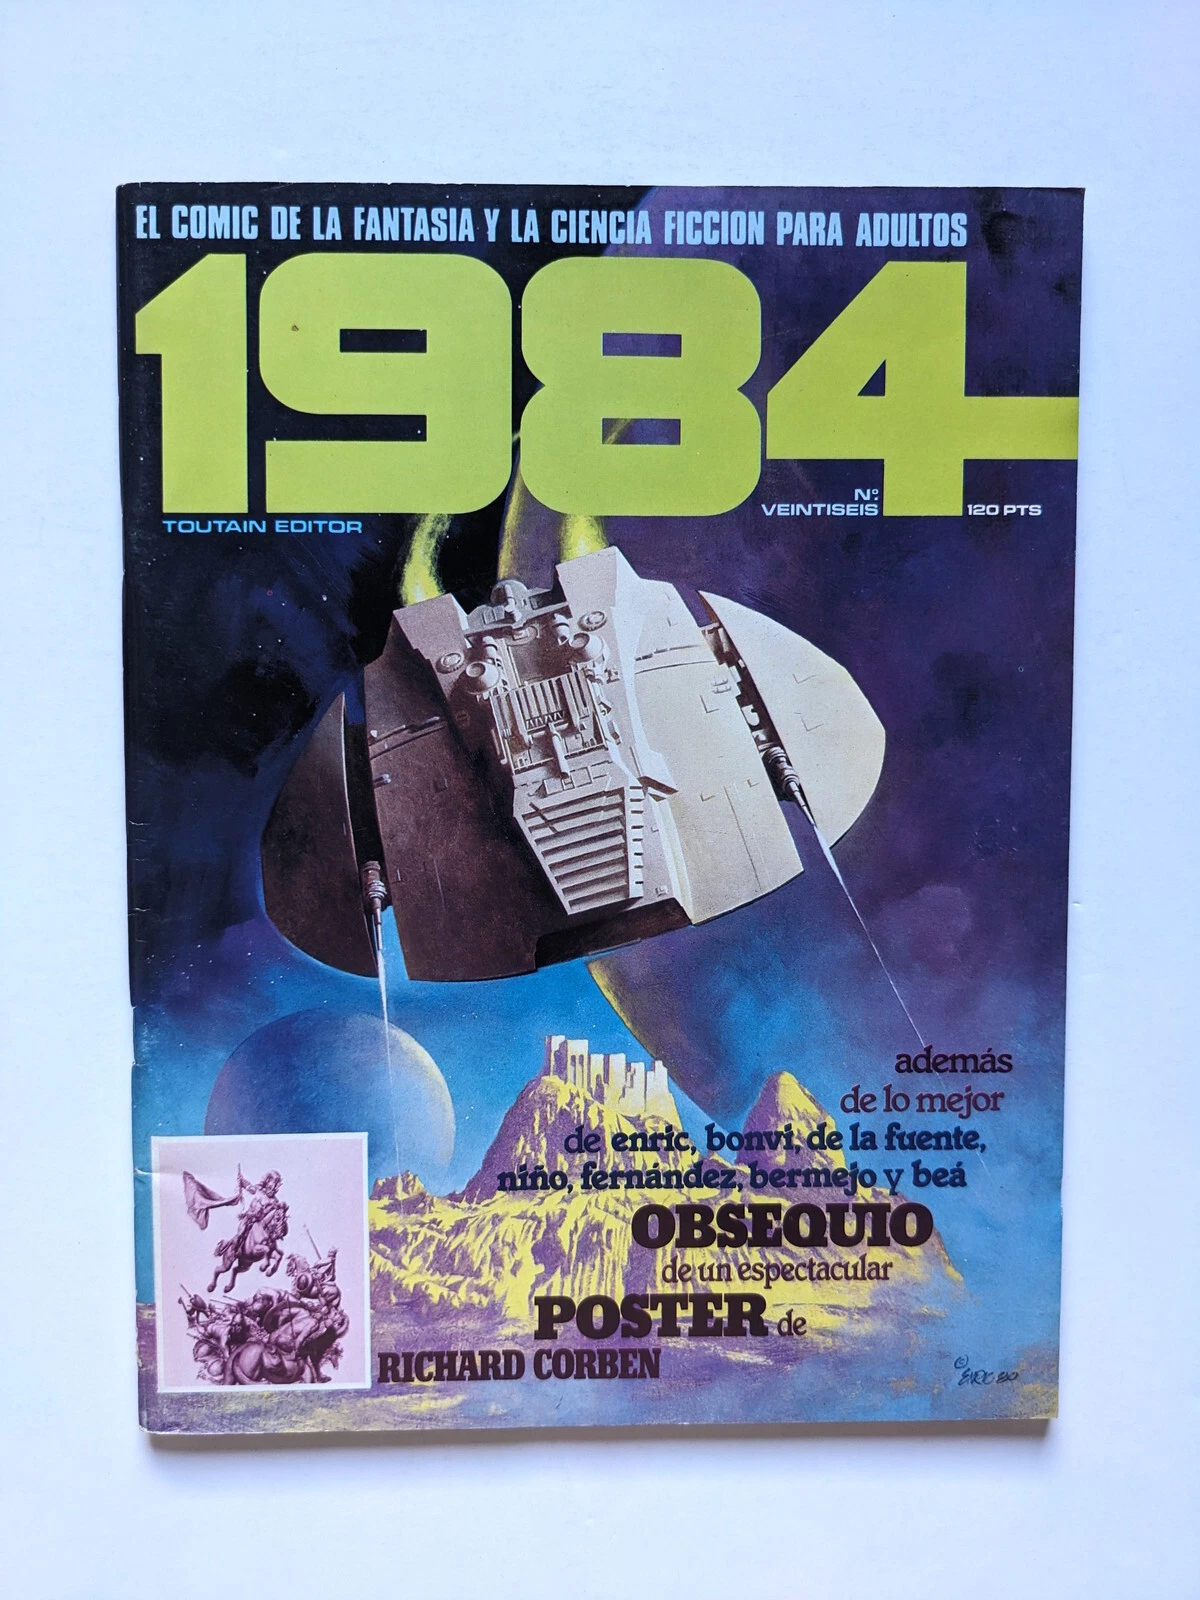 EL COMIC DE LA FANTASIA Y LA CIENCIA FICCION PARA ADULTOS
1984
TOUTAIN EDITOR
Nº
VEINTISEIS
120 PTS
además
de lo mejor
de enric, bonvi, de la fuente,
niño, fernández, bermejo y beá
OBSEQUIO
de un espectacular
POSTER de
RICHARD CORBEN
© ENRIC 80